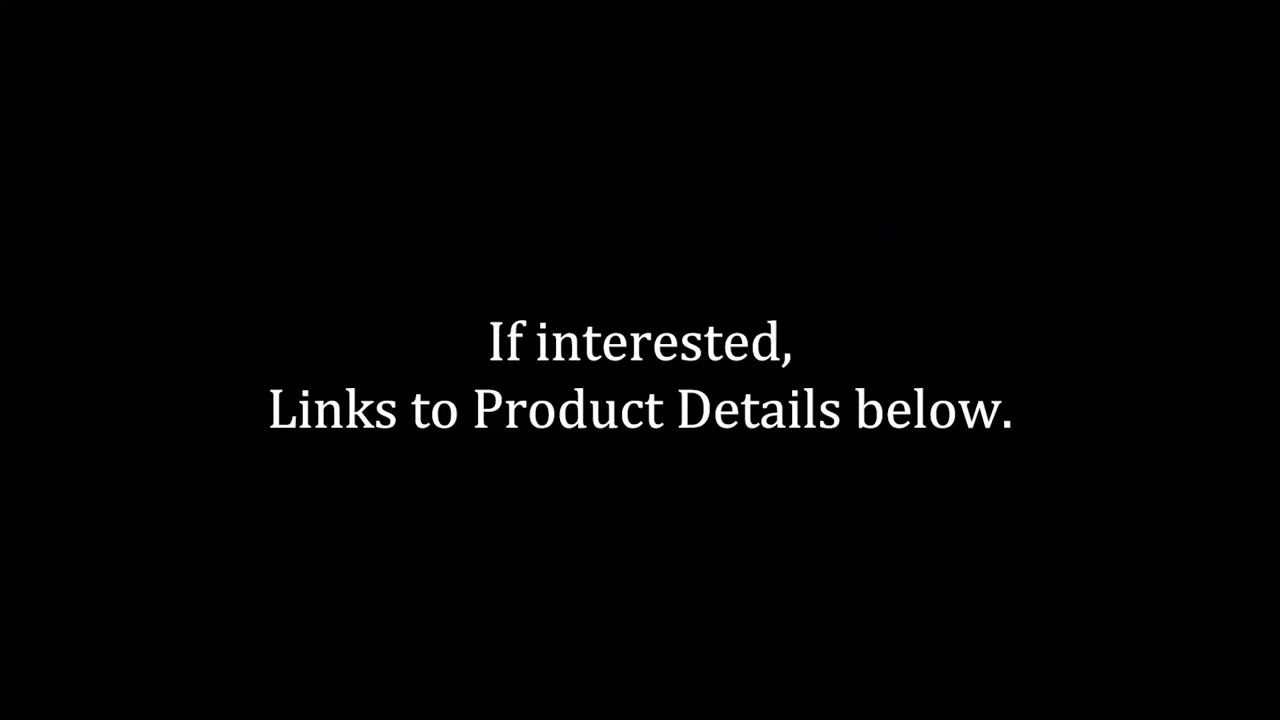 If interested,
Links to Product Details below.